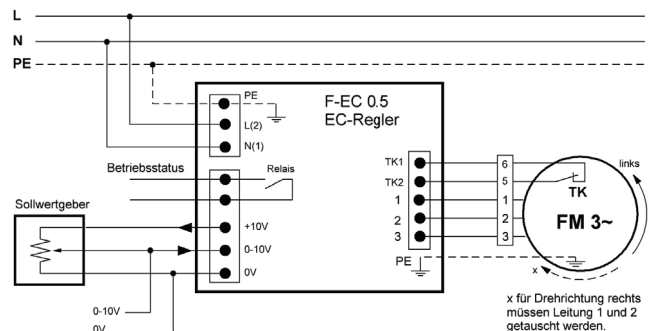 L
N
PE
PE
L(2)
N(1)
F-EC 0.5
EC-Regler
Betriebsstatus
Relais
Sollwertgeber
+10V
0-10V
0V
0-10V
0V
TK1
TK2
1
2
3
PE
6
5
1
2
3
links
TK
FM 3~
x
x für Drehrichtung rechts
müssen Leitung 1 und 2
getauscht werden.